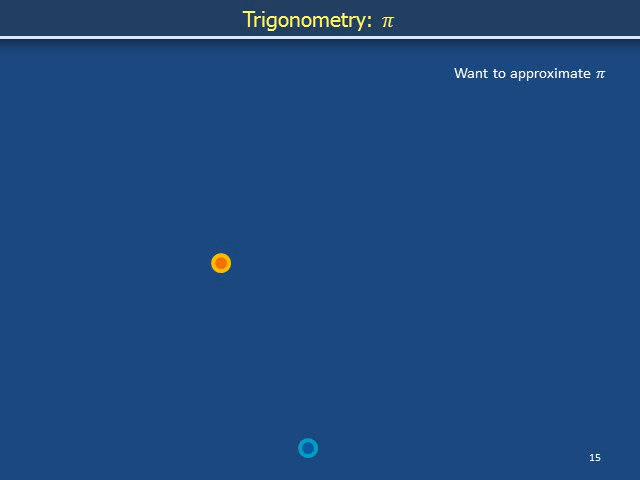 Trigonometry: π
Want to approximate π
15